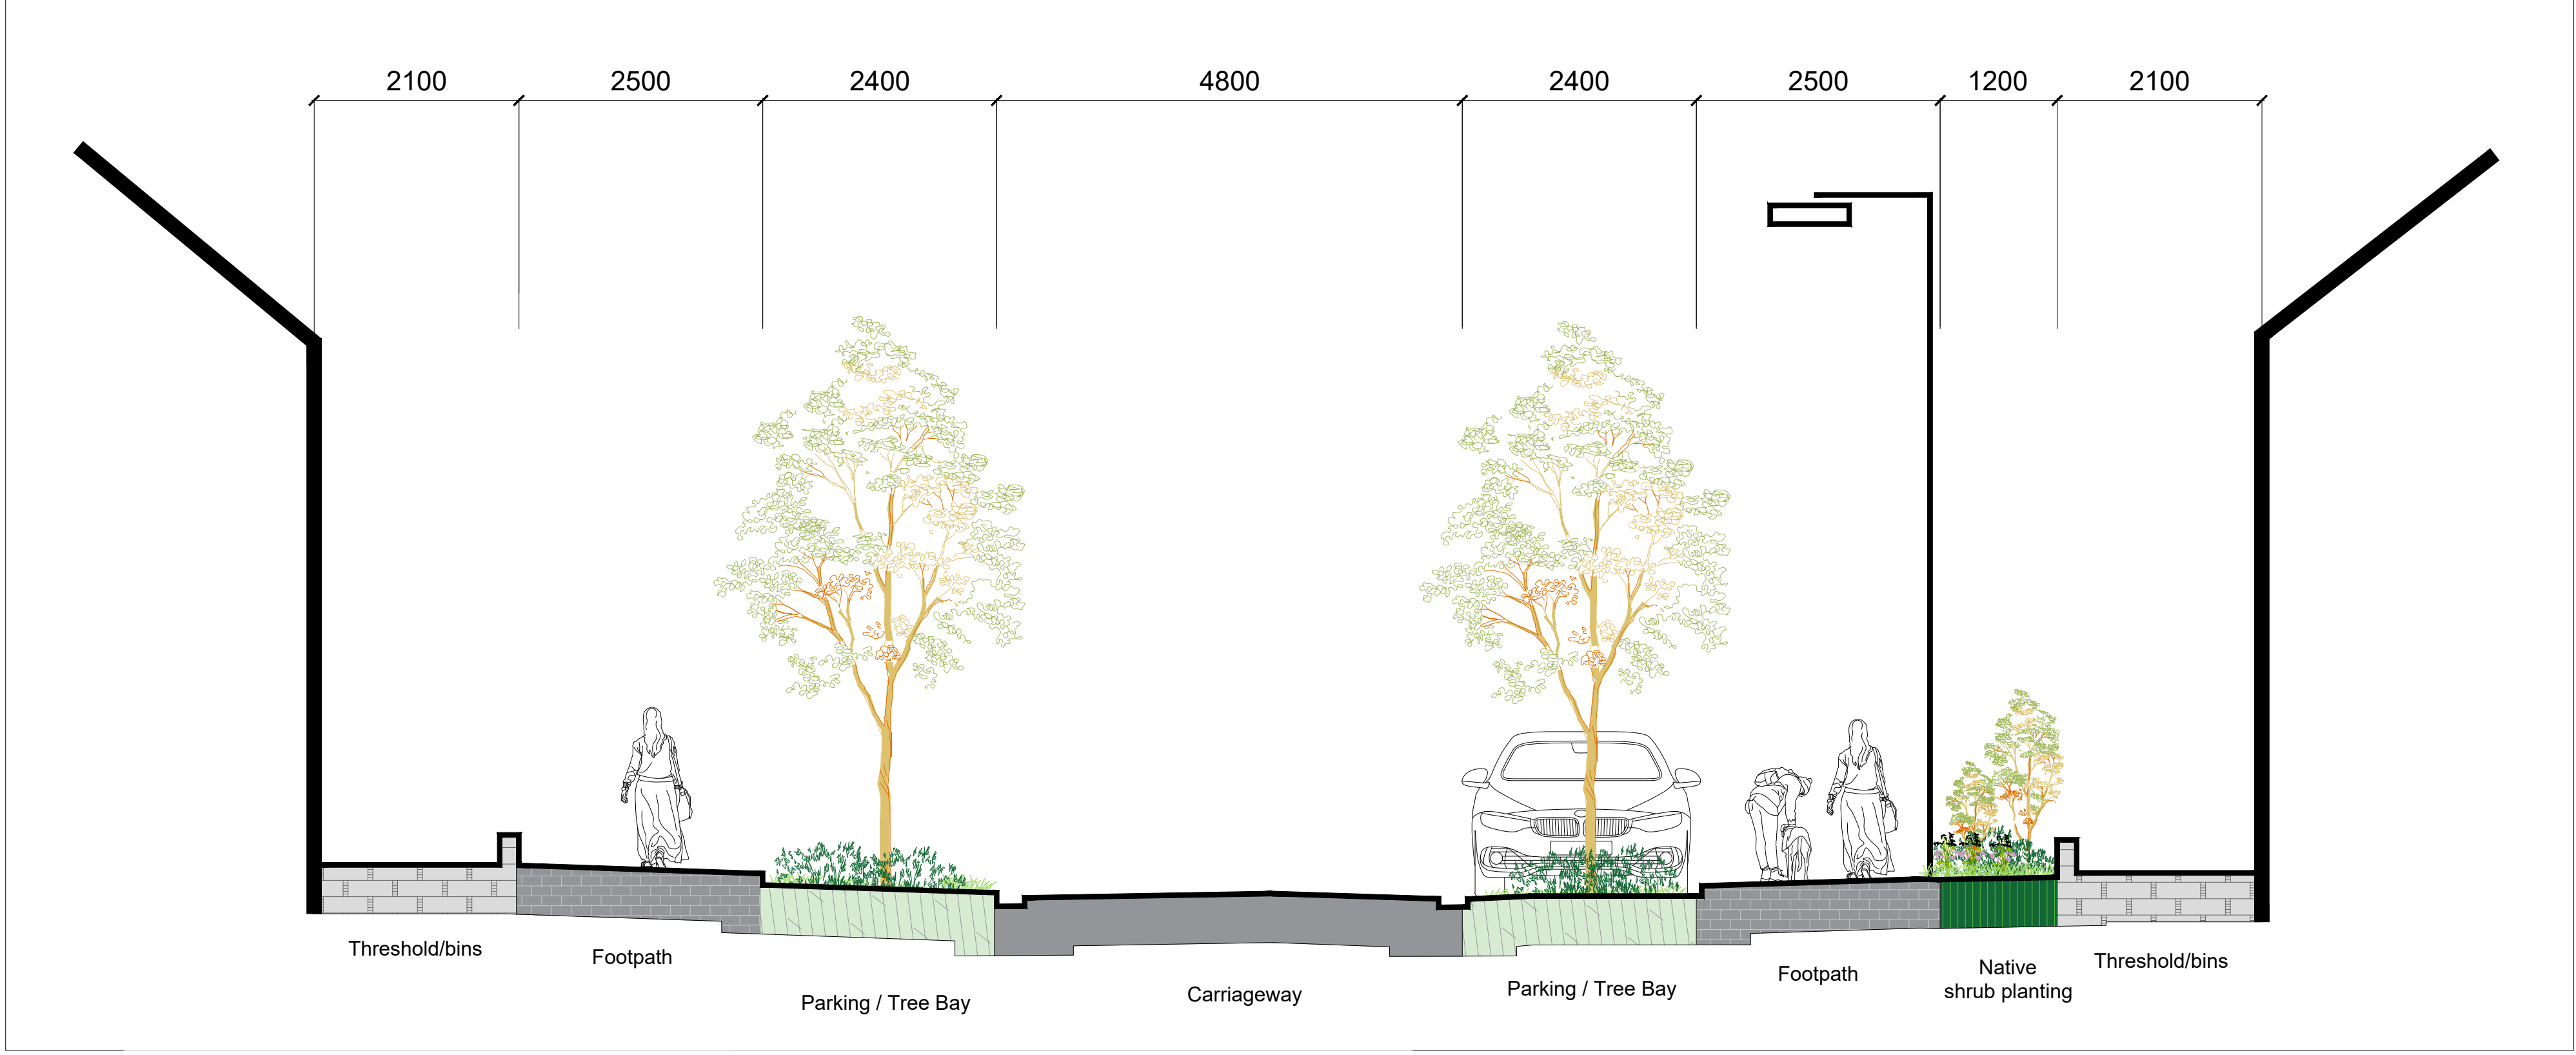 2100
2500
2400
4800
2400
2500
1200
2100
Threshold/bins
Footpath
Parking / Tree Bay
Carriageway
Parking / Tree Bay
Footpath
Native
shrub planting
Threshold/bins